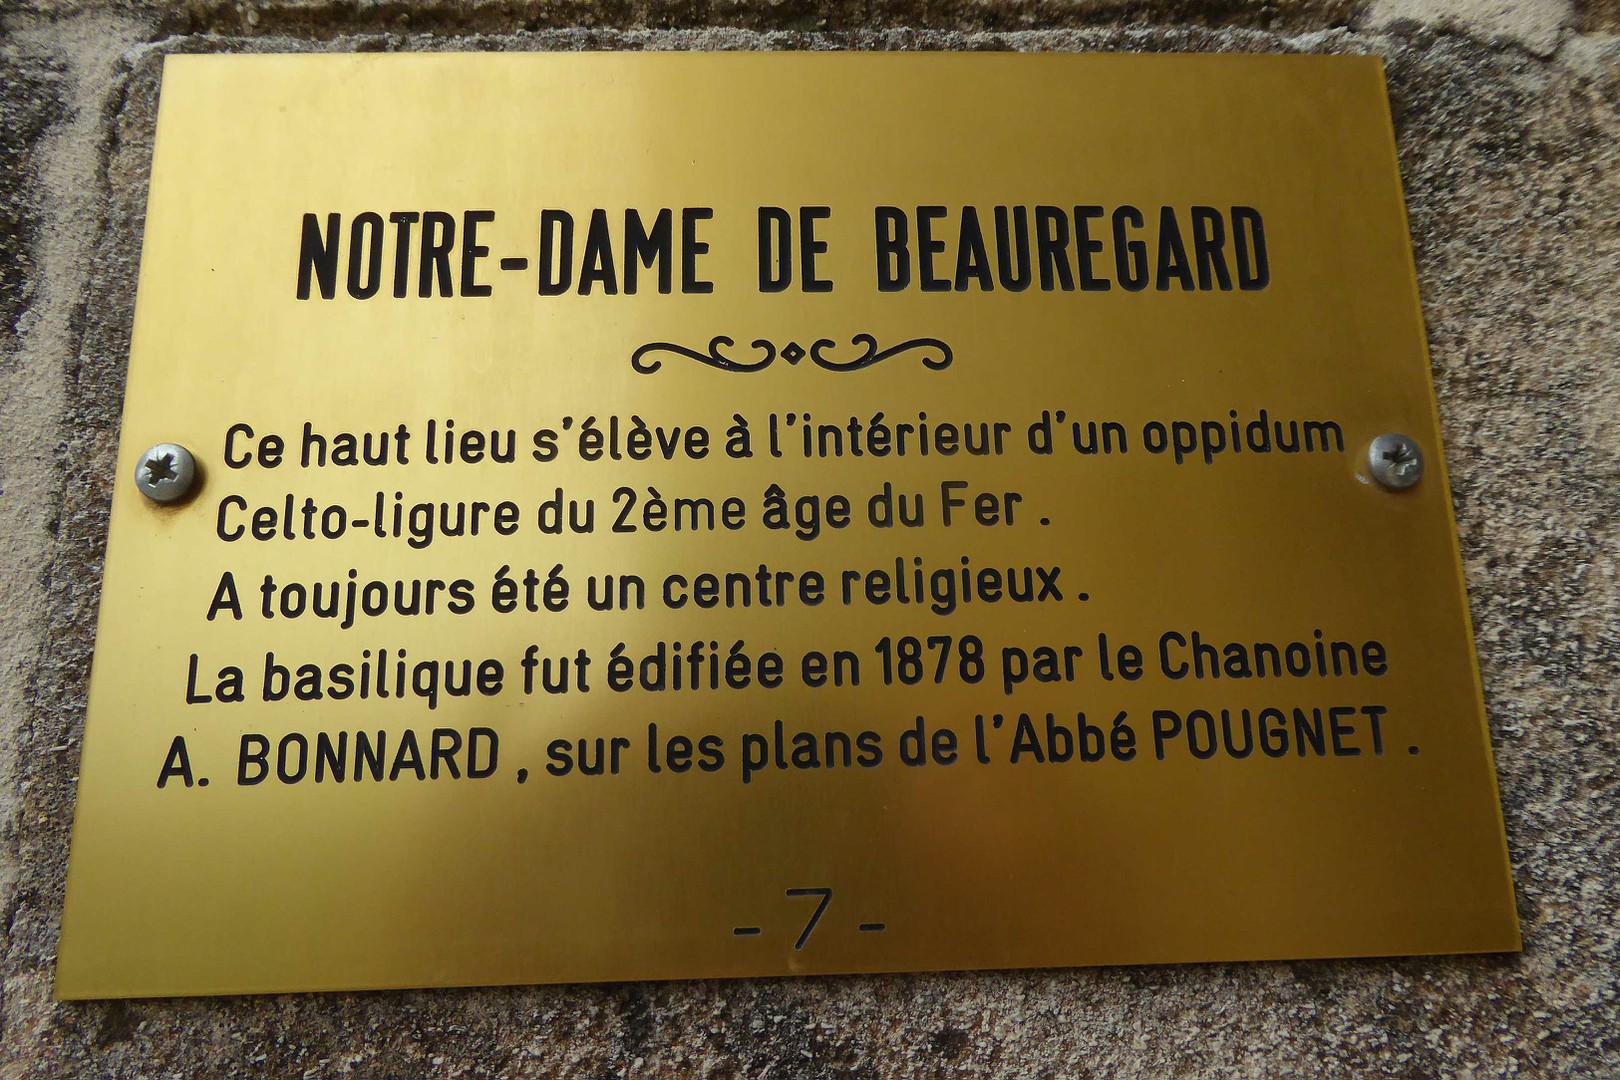 NOTRE-DAME DE BEAUREGARD
Ce haut lieu s'élève à l'intérieur d'un oppidum
Celto-ligure du 2ème âge du Fer .
A toujours été un centre religieux .
La basilique fut édifiée en 1878 par le Chanoine
A. BONNARD , sur les plans de l'Abbé POUGNET .
- 7 -